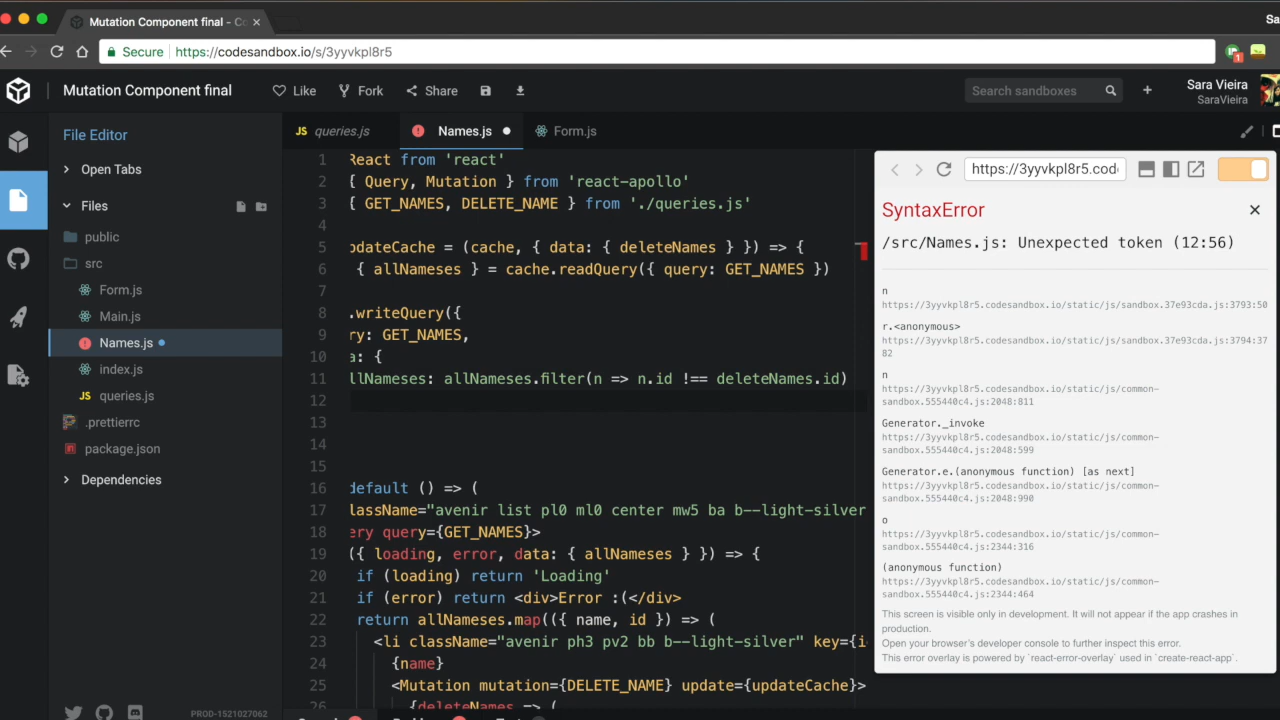 Mutation Component final - Co
Sa
Secure https://codesandbox.io/s/3yyvkpl8r5
1
Mutation Component final
Like
Fork
Share
Search sandboxes
Sara Vieira
SaraVieira
File Editor
Open Tabs
Files
public
src
Form.js
Main.js
Names.js
index.js
JS queries.js
.prettierrc
package.json
Dependencies
PROD-1521027062
JS queries.js
Names.js
Form.js
1 React from 'react'
2 { Query, Mutation } from 'react-apollo'
3 { GET_NAMES, DELETE_NAME } from './queries.js'
4
5 pdateCache = (cache, { data: { deleteNames } }) => {
6 { allNameses } = cache.readQuery({ query: GET_NAMES })
7
8 .writeQuery({
9 ry: GET_NAMES,
10 a: {
11 llNameses: allNameses.filter(n => n.id !== deleteNames.id)
12
13
14
15
16 default () => (
17 lassName="avenir list pl0 ml0 center mw5 ba b--light-silver
18 ery query={GET_NAMES}>
19 ({ loading, error, data: { allNameses } }) => {
20 if (loading) return 'Loading'
21 if (error) return <div>Error :(</div>
22 return allNameses.map(({ name, id }) => (
23 <li className="avenir ph3 pv2 bb b--light-silver" key={i
24 {name}
25 <Mutation mutation={DELETE_NAME} update={updateCache}>
26 {deleteNames => (
https://3yyvkpl8r5.cod
SyntaxError
/src/Names.js: Unexpected token (12:56)
n
https://3yyvkpl8r5.codesandbox.io/static/js/sandbox.37e93cda.js:3793:50
r.<anonymous>
https://3yyvkpl8r5.codesandbox.io/static/js/sandbox.37e93cda.js:3794:37
82
n
https://3yyvkpl8r5.codesandbox.io/static/js/common-
sandbox.555440c4.js:2048:811
Generator._invoke
https://3yyvkpl8r5.codesandbox.io/static/js/common-
sandbox.555440c4.js:2048:599
Generator.e.(anonymous function) [as next]
https://3yyvkpl8r5.codesandbox.io/static/js/common-
sandbox.555440c4.js:2048:990
o
https://3yyvkpl8r5.codesandbox.io/static/js/common-
sandbox.555440c4.js:2344:316
(anonymous function)
https://3yyvkpl8r5.codesandbox.io/static/js/common-
sandbox.555440c4.js:2344:464
This screen is visible only in development. It will not appear if the app crashes in
production.
Open your browser's developer console to further inspect this error.
This error overlay is powered by `react-error-overlay` used in `create-react-app`.